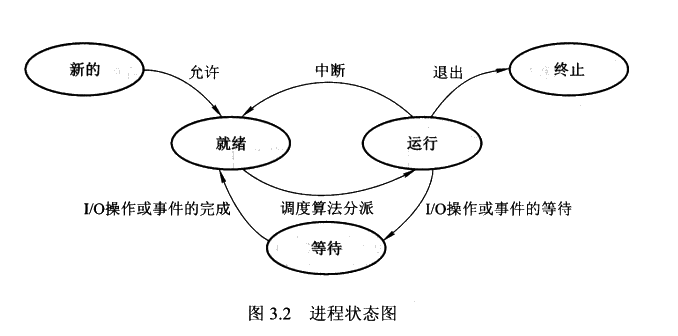 新的
允许
中断
退出
终止
就绪
运行
I/O操作或事件的完成
调度算法分派
I/O操作或事件的等待
等待
图 3.2 进程状态图